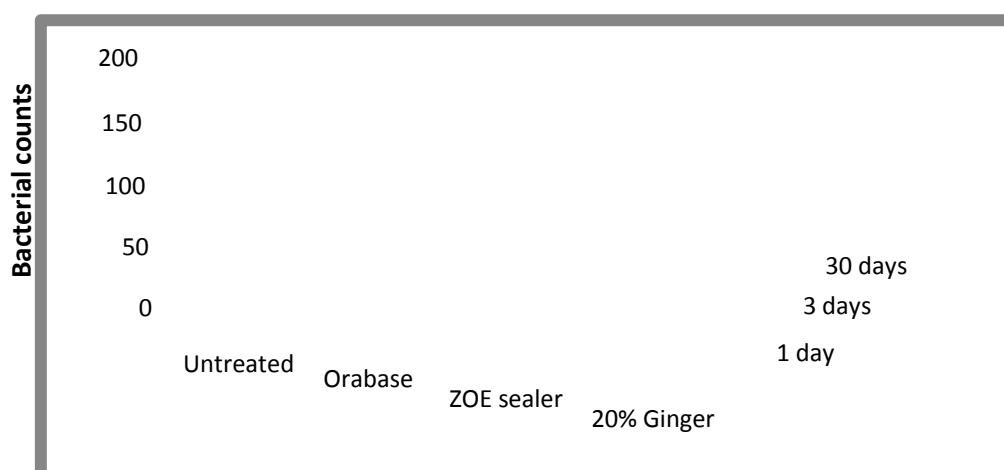 200
150
100
50
0
Bacterial counts
Untreated
Orabase
ZOE sealer
20% Ginger
1 day
3 days
30 days